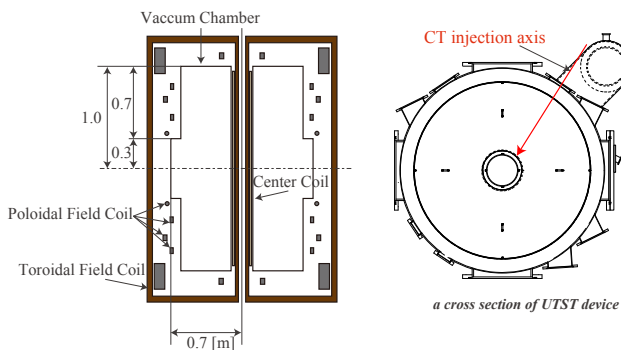 Vaccum Chamber
CT injection axis
1.0
0.7
0.3
Center Coil
Poloidal Field Coil
Toroidal Field Coil
0.7 [m]
a cross section of UTST device